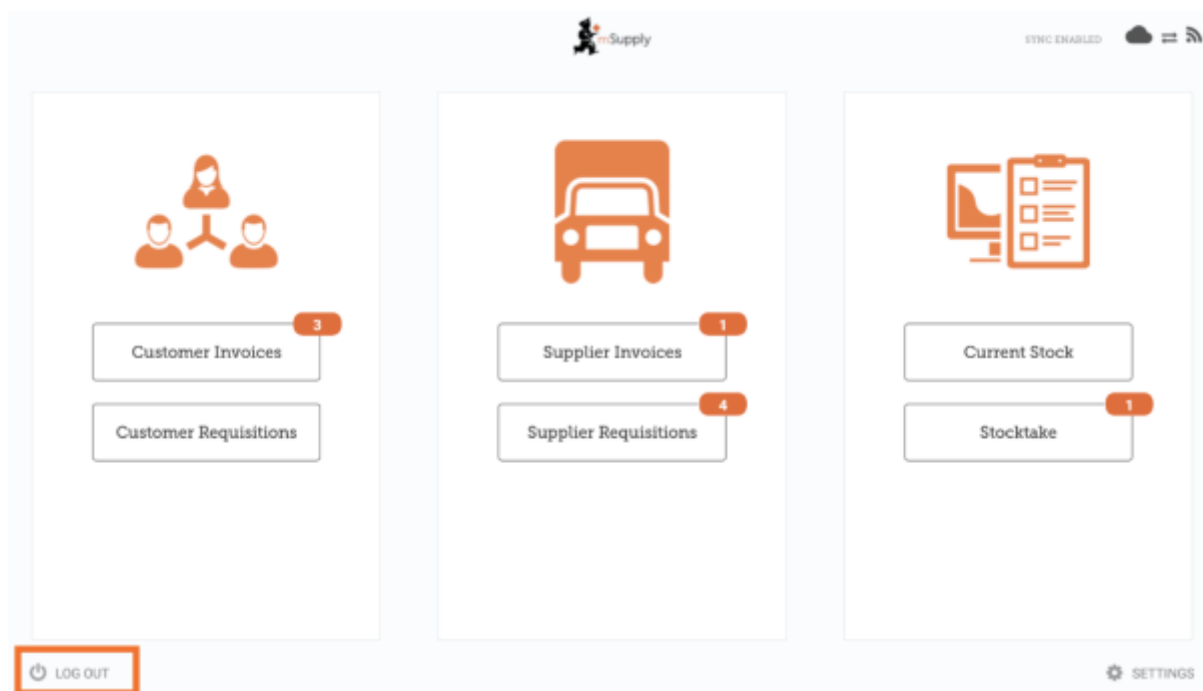 mSupply
SYNC ENABLED
3
Customer Invoices
Customer Requisitions
1
Supplier Invoices
4
Supplier Requisitions
Current Stock
1
Stocktake
LOG OUT
SETTINGS